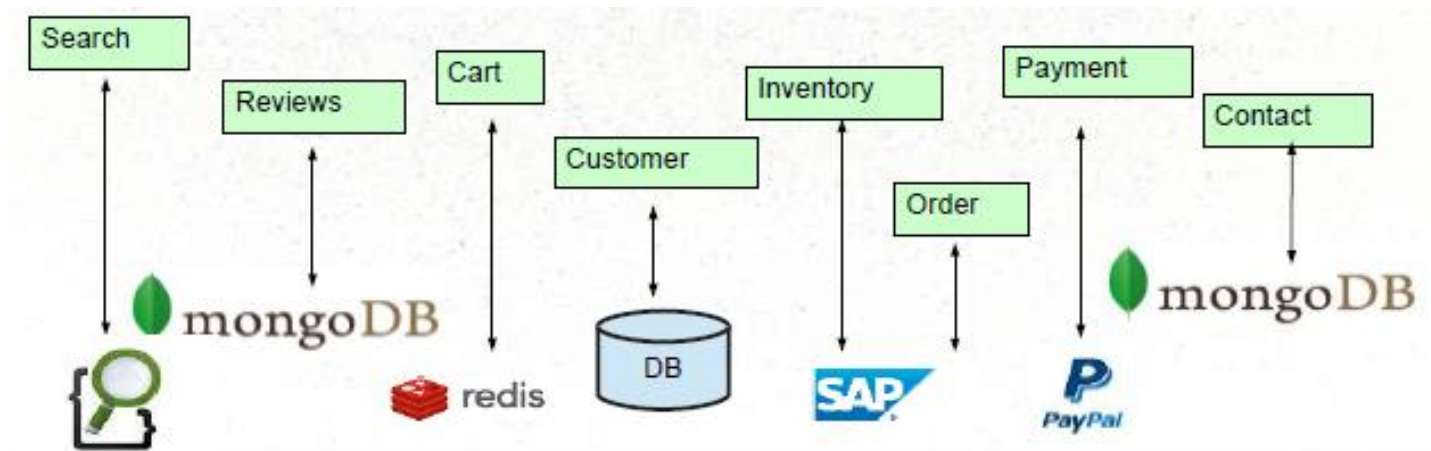 Search
Reviews
Cart
Customer
Inventory
Order
Payment
Contact
mongoDB
redis
DB
SAP
PayPal
mongoDB